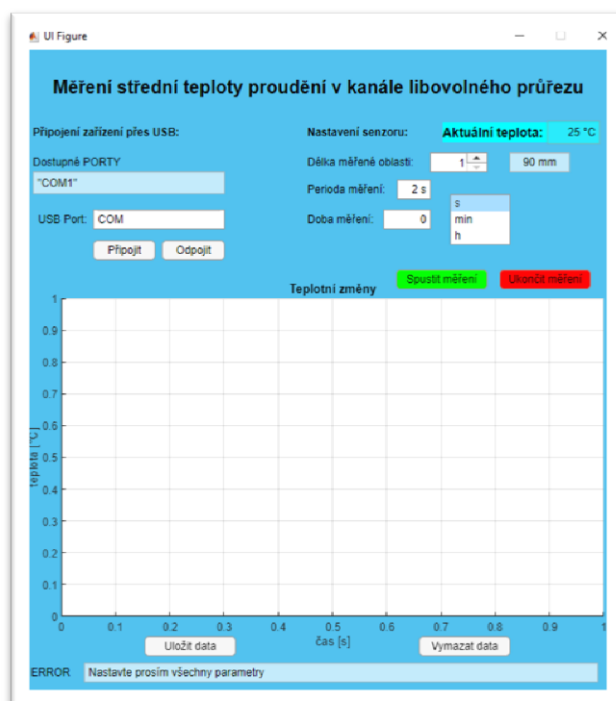 UI Figure
Měření střední teploty proudění v kanále libovolného průřezu
Připojení zařízení přes USB:
Nastavení senzoru:
Aktuální teplota:
25 °C
Dostupné PORTY
"COM1"
Délka měřené oblasti:
1
90 mm
Perioda měření:
2 s
USB Port:
COM
Doba měření:
0
s
min
h
Připojit
Odpojit
Spustit měření
Ukončit měření
Teplotní změny
teplota [°C]
1
0.9
0.8
0.7
0.6
0.5
0.4
0.3
0.2
0.1
0
0 0.1 0.2 0.3 0.4 0.5 0.6 0.7 0.8 0.9 1
čas [s]
Uložit data
Vymazat data
ERROR
Nastavte prosím všechny parametry